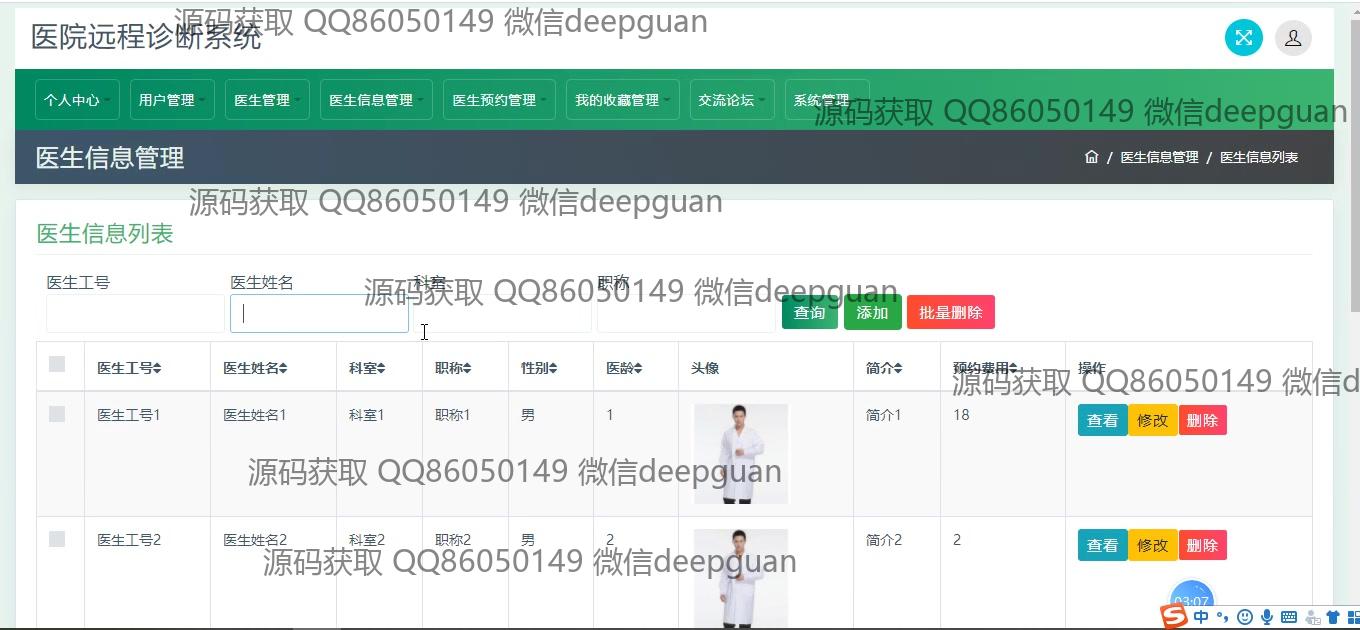 源码获取 QQ86050149 微信deepguan
医院远程诊断系统
个人中心 用户管理 医生管理 医生信息管理 医生预约管理 我的收藏管理 交流论坛 系统管理
源码获取 QQ86050149 微信deepguan
医生信息管理 / 医生信息管理 / 医生信息列表
源码获取 QQ86050149 微信deepguan
医生信息列表
医生工号 医生姓名 科室 职称
源码获取 QQ86050149 微信deepguan
查询 添加 批量删除
医生工号 医生姓名 科室 职称 性别 医龄 头像 简介 预约费用 操作
源码获取 QQ86050149 微信d
医生工号1 医生姓名1 科室1 职称1 男 1 简介1 18 查看 修改 删除
源码获取 QQ86050149 微信deepguan
医生工号2 医生姓名2 科室2 职称2 男 2 简介2 2 查看 修改 删除
源码获取 QQ86050149 微信deepguan
03:07
中